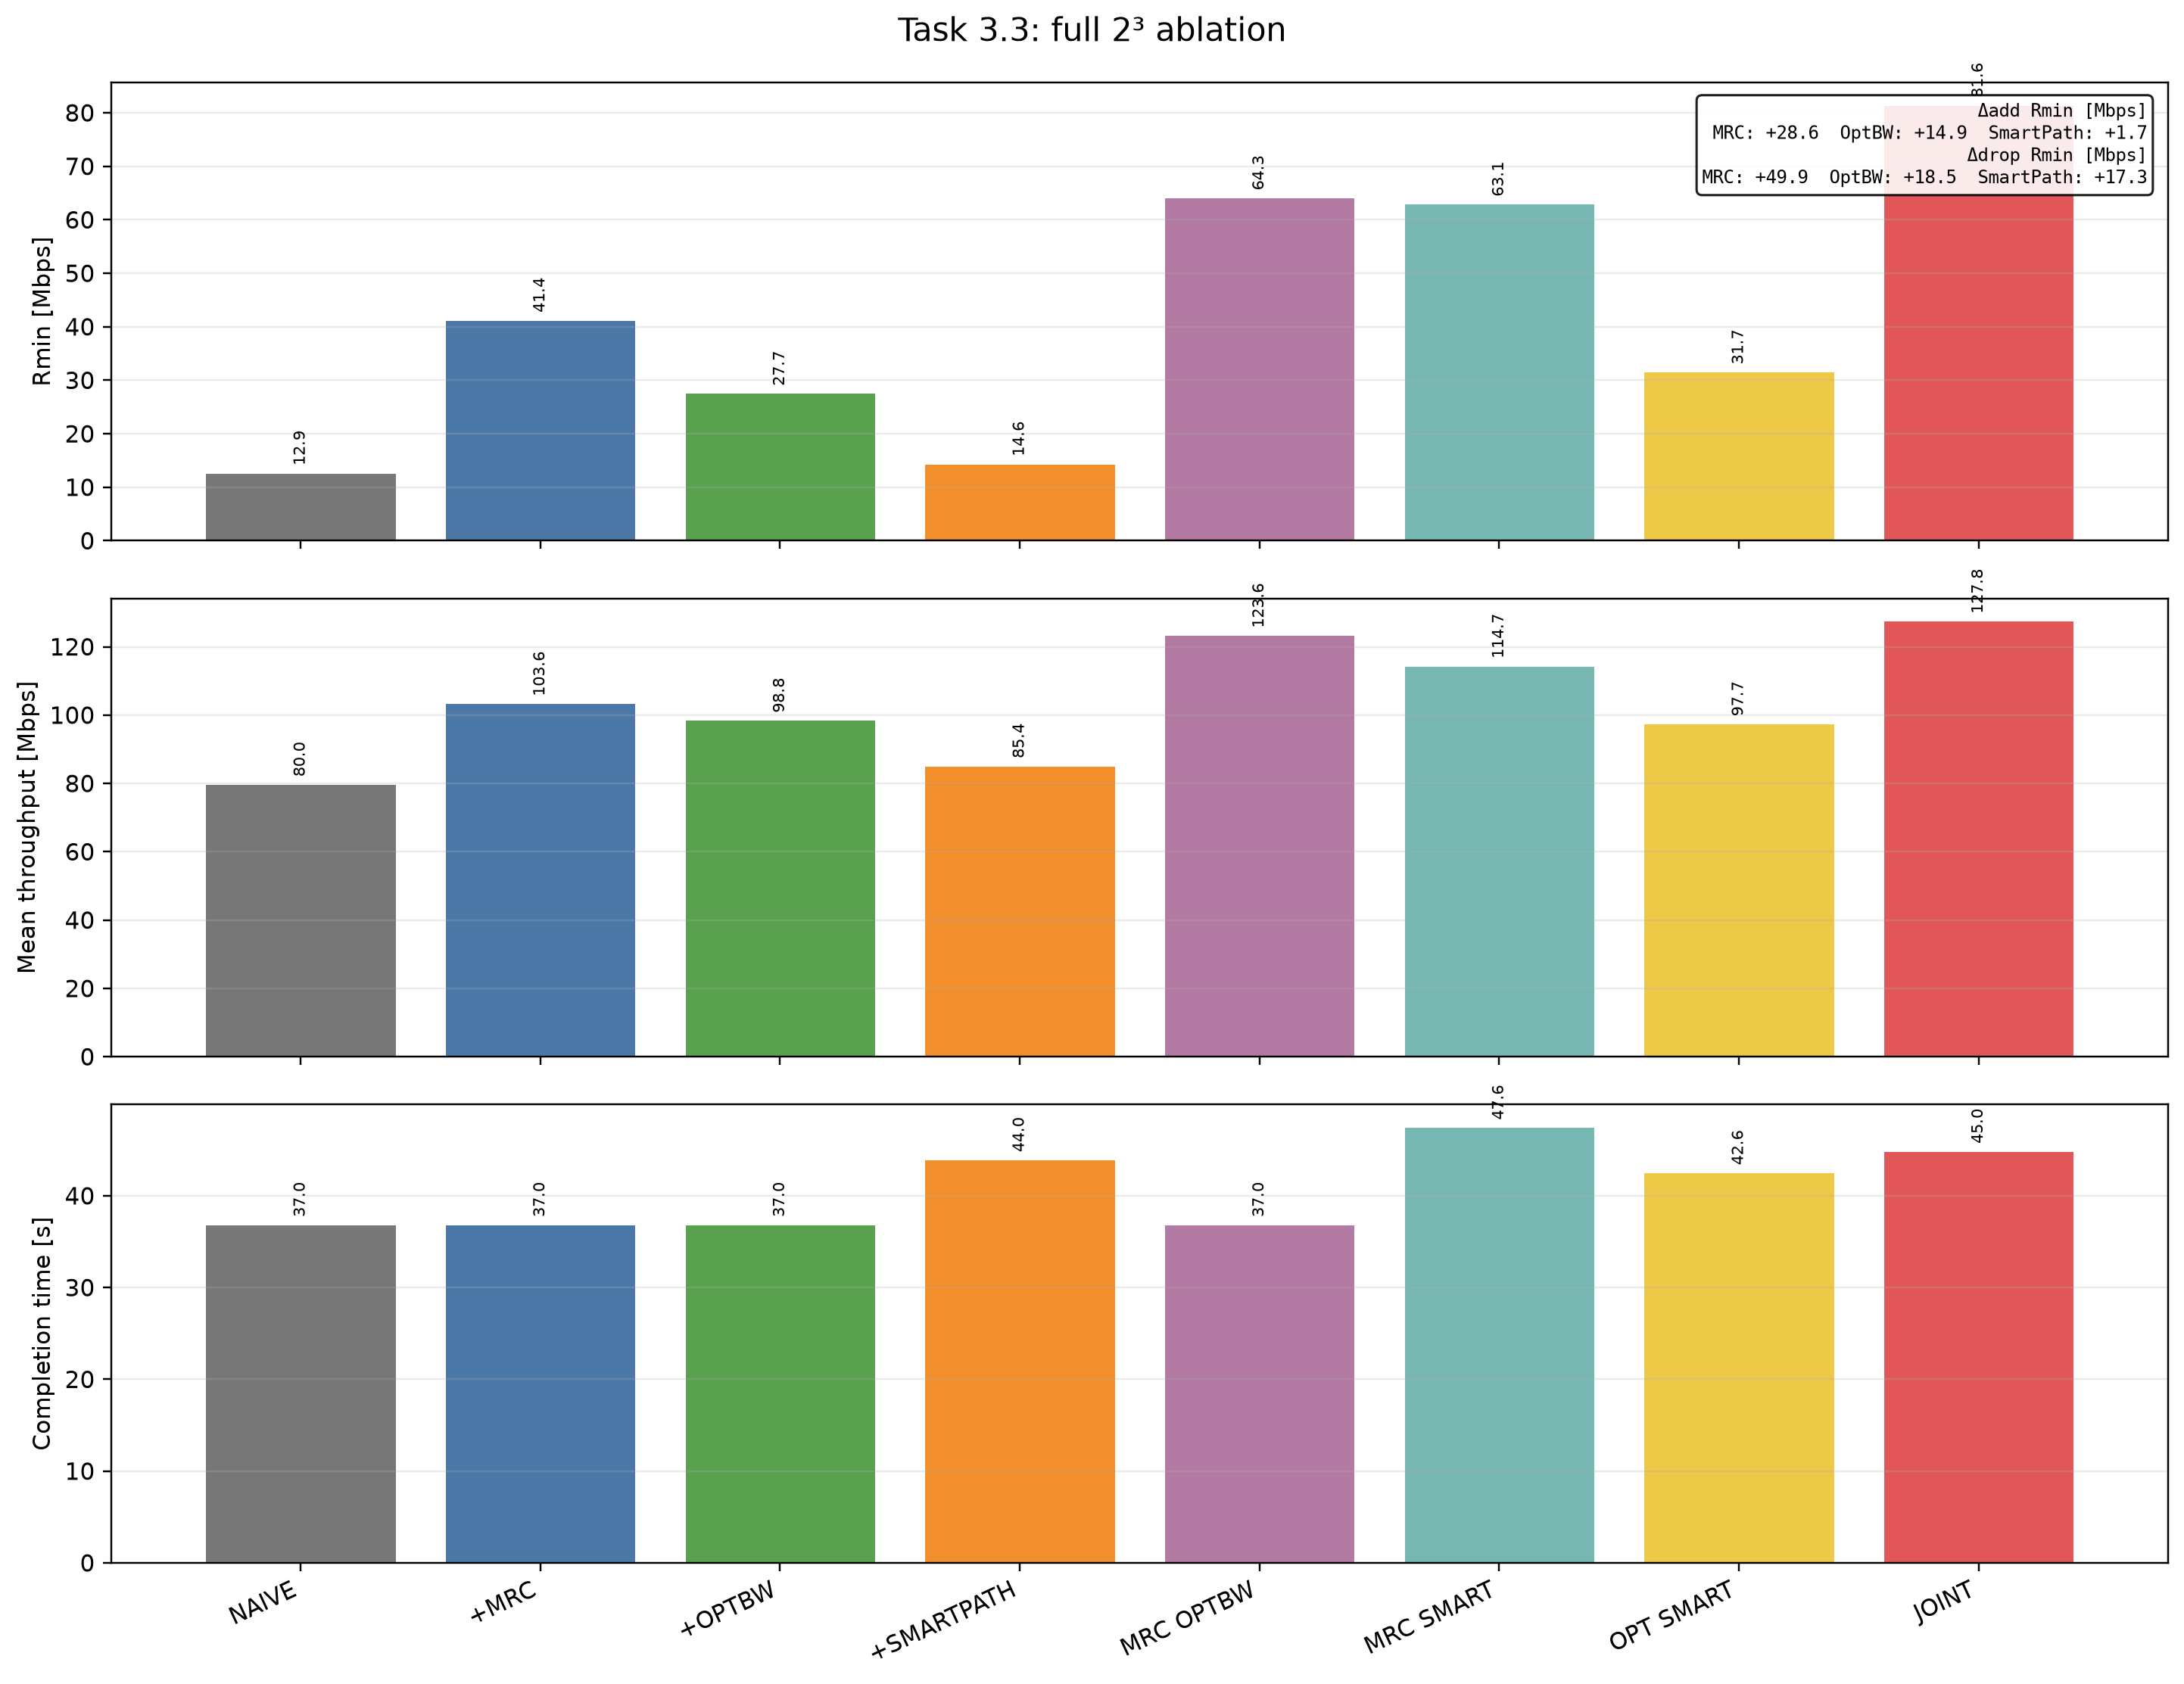 Task 3.3: full 2³ ablation
Rmin [Mbps]
80
70
60
50
40
30
20
10
0
12.9
41.4
27.7
14.6
64.3
63.1
31.7
Δadd Rmin [Mbps]
MRC: +28.6 OptBW: +14.9 SmartPath: +1.7
Δdrop Rmin [Mbps]
MRC: +49.9 OptBW: +18.5 SmartPath: +17.3
Mean throughput [Mbps]
120
100
80
60
40
20
0
80.0
103.6
98.8
85.4
123.6
114.7
97.7
127.8
Completion time [s]
40
30
20
10
0
37.0
37.0
37.0
44.0
37.0
47.6
42.6
45.0
NAIVE
+MRC
+OPTBW
+SMARTPATH
MRC OPTBW
MRC SMART
OPT SMART
JOINT